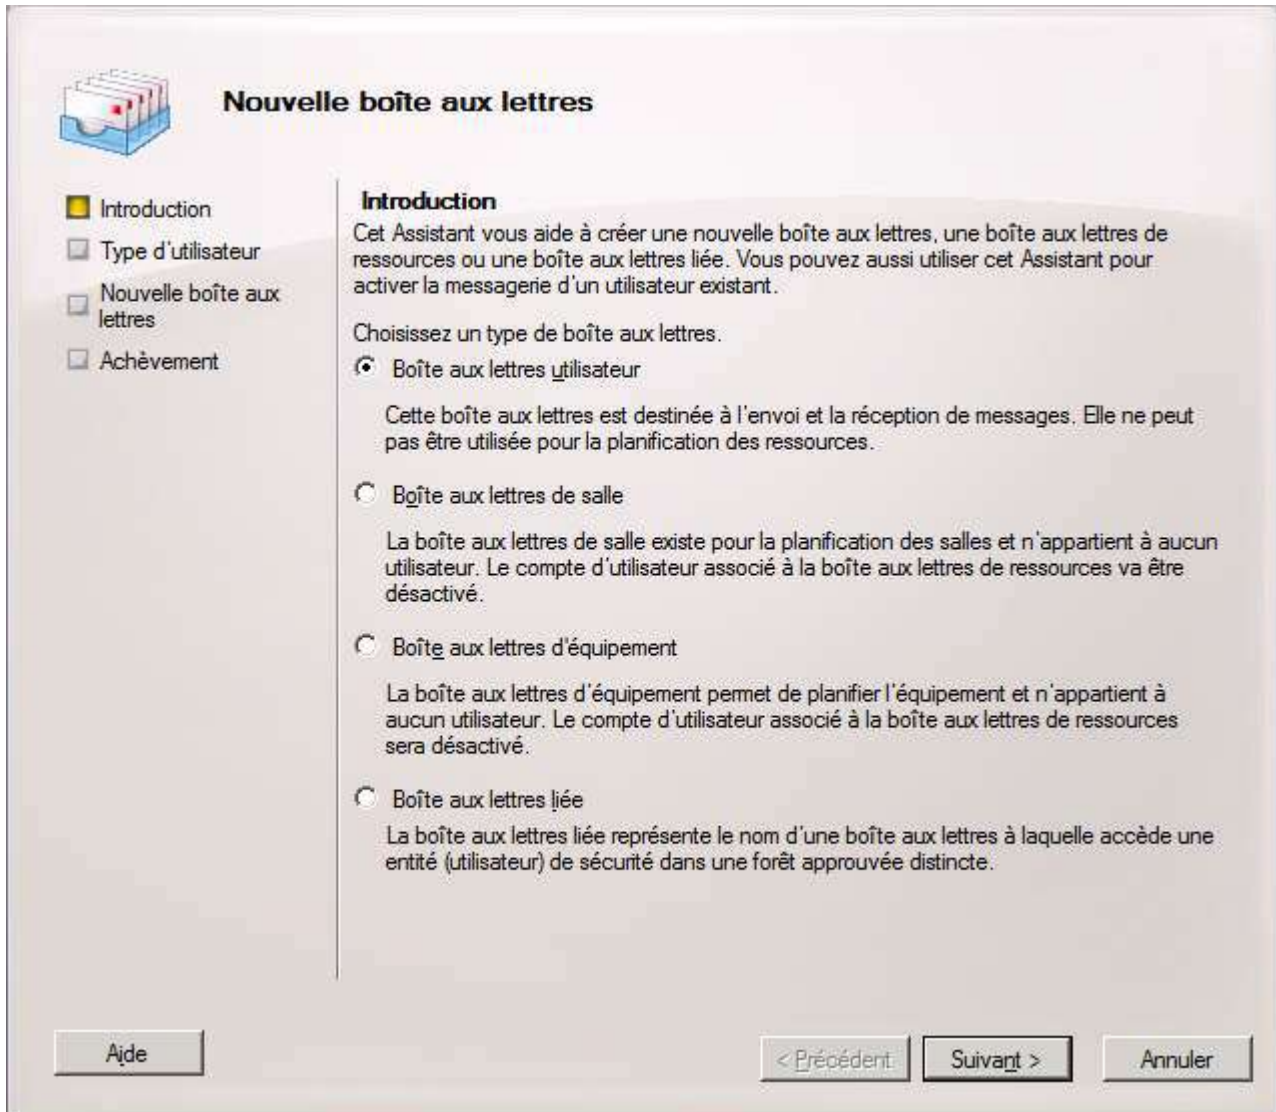 Nouvelle boîte aux lettres
Introduction
Type d'utilisateur
Nouvelle boîte aux
lettres
Achèvement
Introduction
Cet Assistant vous aide à créer une nouvelle boîte aux lettres, une boîte aux lettres de
ressources ou une boîte aux lettres liée. Vous pouvez aussi utiliser cet Assistant pour
activer la messagerie d'un utilisateur existant.
Choisissez un type de boîte aux lettres.
Boîte aux lettres utilisateur
Cette boîte aux lettres est destinée à l'envoi et la réception de messages. Elle ne peut
pas être utilisée pour la planification des ressources.
Boîte aux lettres de salle
La boîte aux lettres de salle existe pour la planification des salles et n'appartient à aucun
utilisateur. Le compte d'utilisateur associé à la boîte aux lettres de ressources va être
désactivé.
Boîte aux lettres d'équipement
La boîte aux lettres d'équipement permet de planifier l'équipement et n'appartient à
aucun utilisateur. Le compte d'utilisateur associé à la boîte aux lettres de ressources
sera désactivé.
Boîte aux lettres liée
La boîte aux lettres liée représente le nom d'une boîte aux lettres à laquelle accède une
entité (utilisateur) de sécurité dans une forêt approuvée distincte.
Aide
< Précédent
Suivant >
Annuler